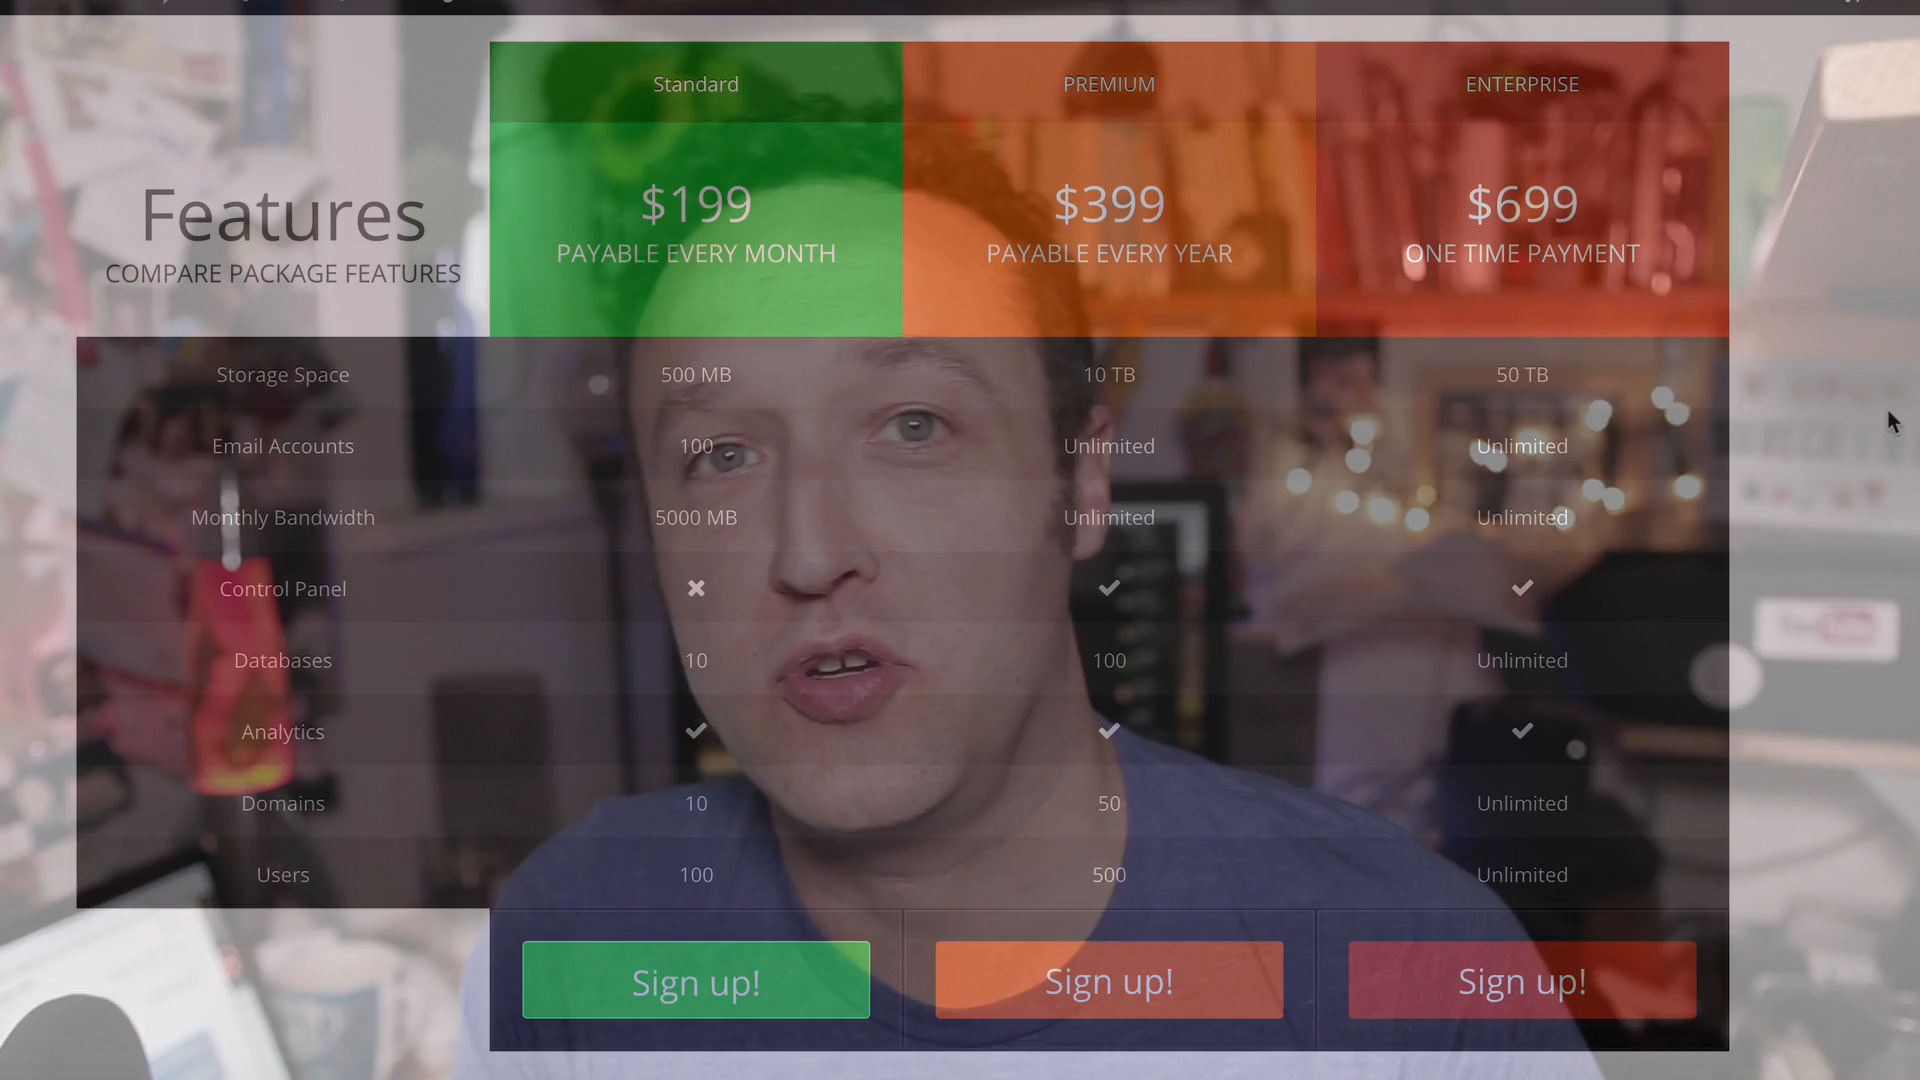 Standard PREMIUM ENTERPRISE
$199 $399 $699
Features
PAYABLE EVERY MONTH PAYABLE EVERY YEAR ONE TIME PAYMENT
COMPARE PACKAGE FEATURES
Storage Space 500 MB 10 TB 50 TB
Email Accounts 100 Unlimited Unlimited
Monthly Bandwidth 5000 MB Unlimited Unlimited
Control Panel ✖ ✔ ✔
Databases 10 100 Unlimited
Analytics ✔ ✔ ✔
Domains 10 50 Unlimited
Users 100 500 Unlimited
Sign up! Sign up! Sign up!